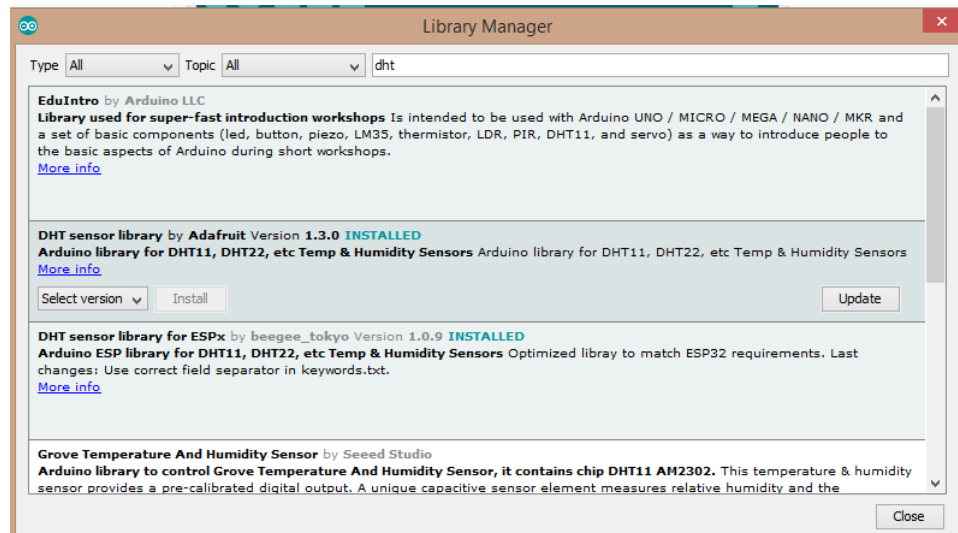 Library Manager
Type All Topic All dht
EduIntro by Arduino LLC
Library used for super-fast introduction workshops Is intended to be used with Arduino UNO / MICRO / MEGA / NANO / MKR and
a set of basic components (led, button, piezo, LM35, thermistor, LDR, PIR, DHT11, and servo) as a way to introduce people to
the basic aspects of Arduino during short workshops.
More info
DHT sensor library by Adafruit Version 1.3.0 INSTALLED
Arduino library for DHT11, DHT22, etc Temp & Humidity Sensors Arduino library for DHT11, DHT22, etc Temp & Humidity Sensors
More info
Select version Install Update
DHT sensor library for ESPx by beegee_tokyo Version 1.0.9 INSTALLED
Arduino ESP library for DHT11, DHT22, etc Temp & Humidity Sensors Optimized libray to match ESP32 requirements. Last
changes: Use correct field separator in keywords.txt.
More info
Grove Temperature And Humidity Sensor by Seeed Studio
Arduino library to control Grove Temperature And Humidity Sensor, it contains chip DHT11 AM2302. This temperature & humidity
sensor provides a pre-calibrated digital output. A unique capacitive sensor element measures relative humidity and the
Close